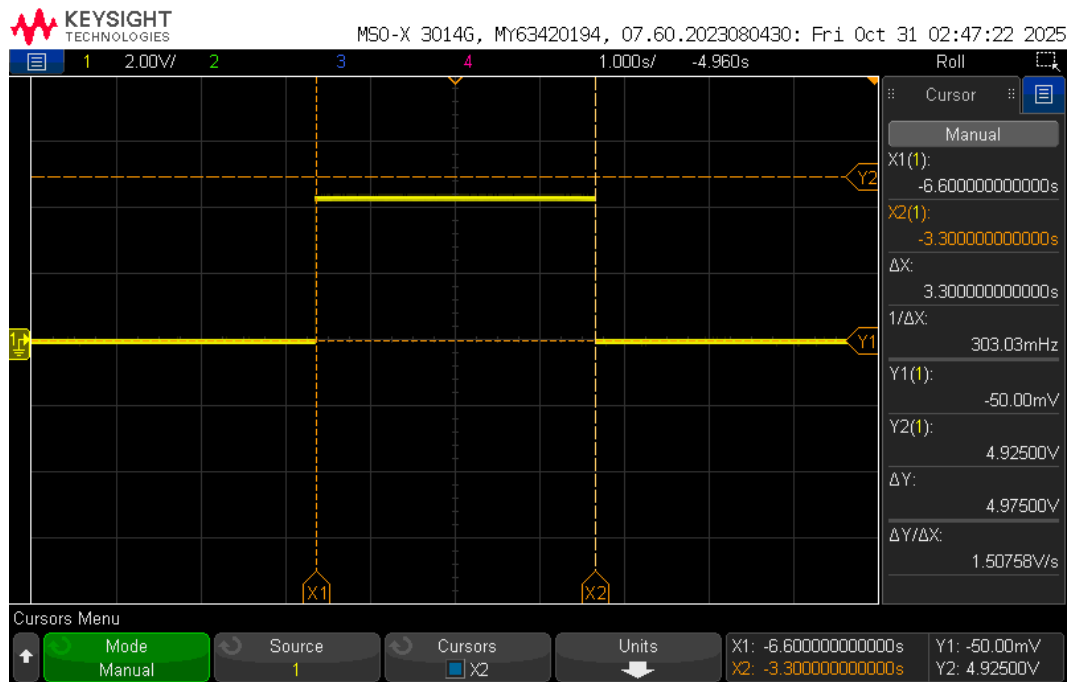 KEYSIGHT
TECHNOLOGIES
MSO-X 3014G, MY63420194, 07.60.2023080430: Fri Oct 31 02:47:22 2025
1 2.00V/ 2 3 4 1.000s/ -4.960s Roll
Cursor
Manual
X1(1):
-6.600000000000s
X2(1):
-3.300000000000s
ΔX:
3.300000000000s
1/ΔX:
303.03mHz
Y1(1):
-50.00mV
Y2(1):
4.92500V
ΔY:
4.97500V
ΔY/ΔX:
1.50758V/s
Y2
1
Y1
X1 X2
Cursors Menu
Mode
Manual
Source
1
Cursors
X2
Units
X1: -6.600000000000s
X2: -3.300000000000s
Y1: -50.00mV
Y2: 4.92500V